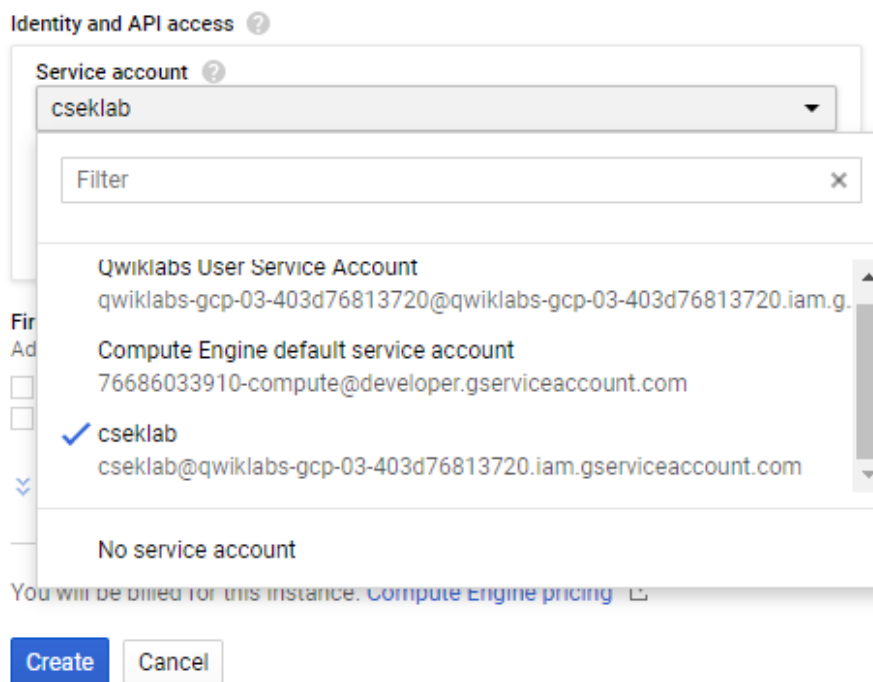 Identity and API access
Service account
cseklab
Filter
Qwiklabs User Service Account
qwiklabs-gcp-03-403d76813720@qwiklabs-gcp-03-403d76813720.iam.g.
Fir
Compute Engine default service account
Ad
76686033910-compute@developer.gserviceaccount.com
cseklab
cseklab@qwiklabs-gcp-03-403d76813720.iam.gserviceaccount.com
No service account
You will be billed for this instance. Compute Engine pricing
Create
Cancel